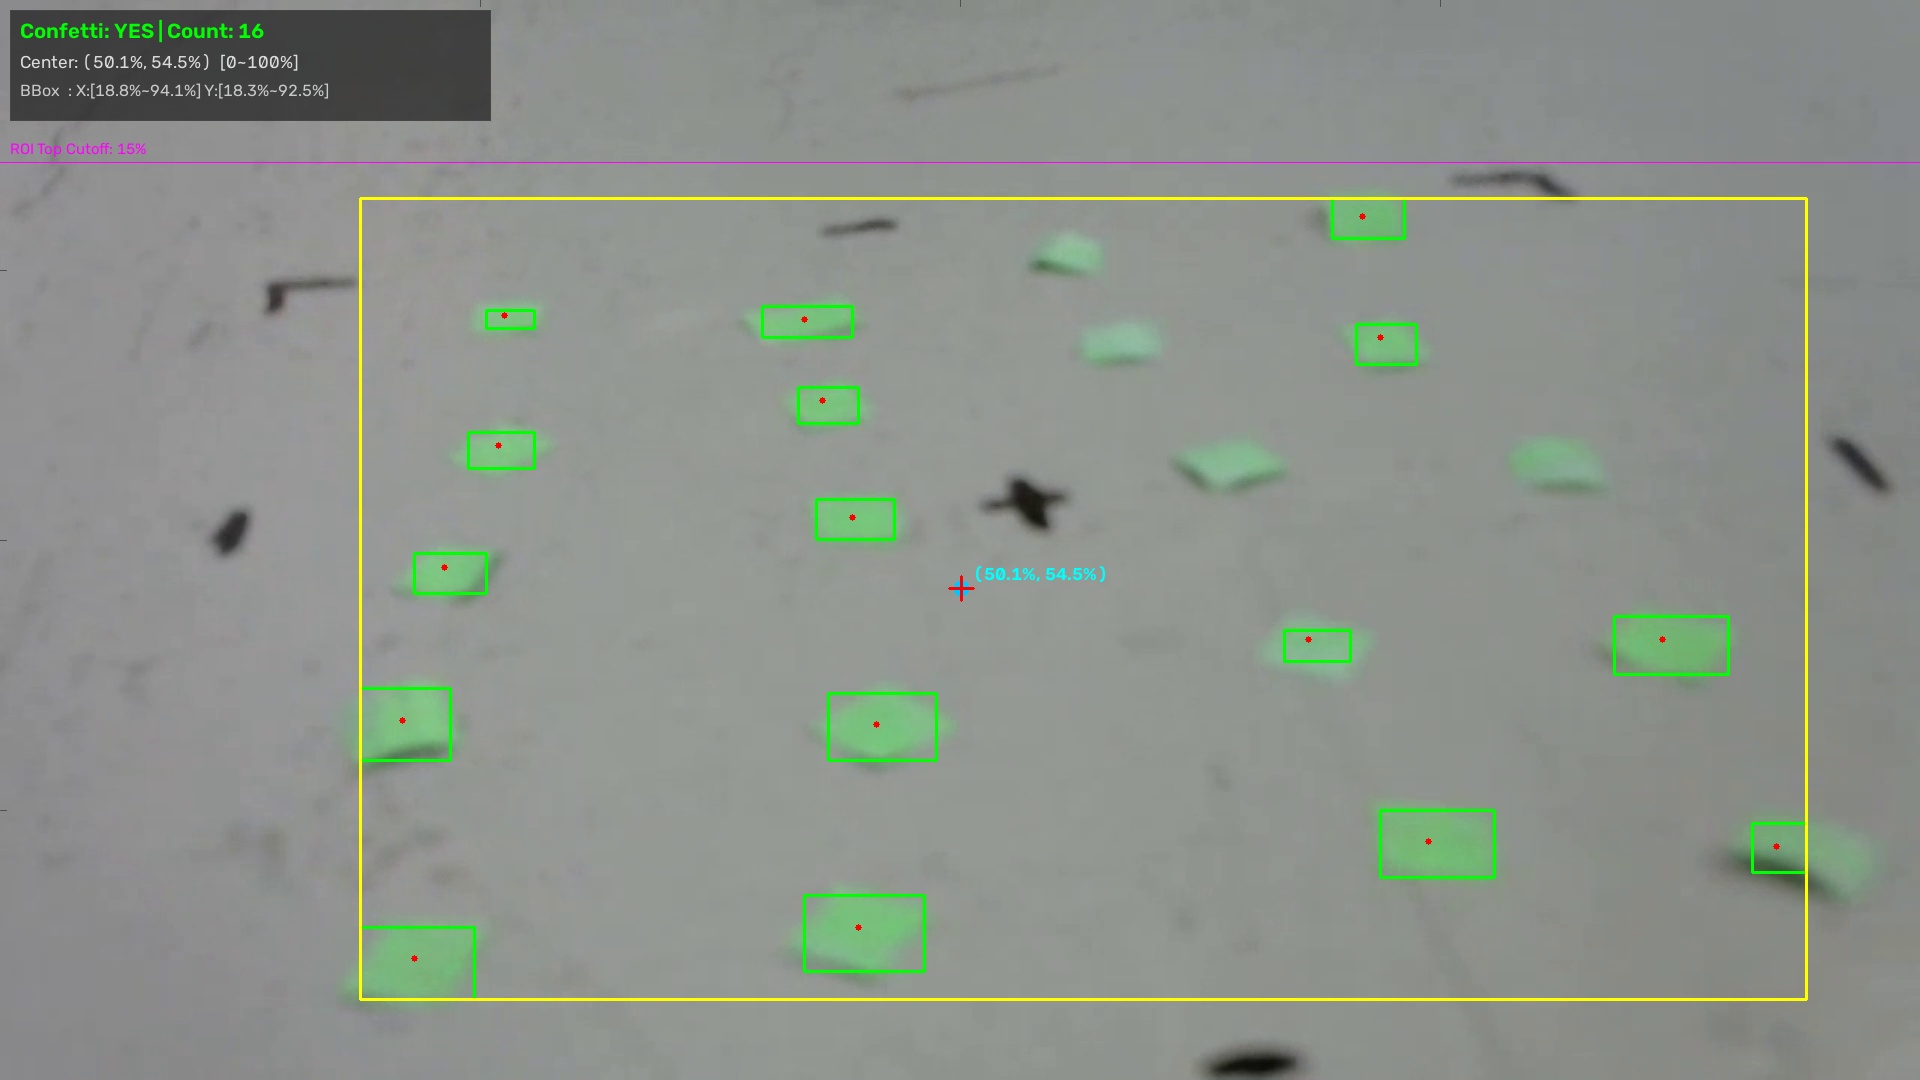 Confetti: YES | Count: 16
Center: (50.1%, 54.5%) [0~100%]
BBox : X:[18.8%~94.1%] Y:[18.3%~92.5%]
ROI Top Cutoff: 15%
(50.1%, 54.5%)